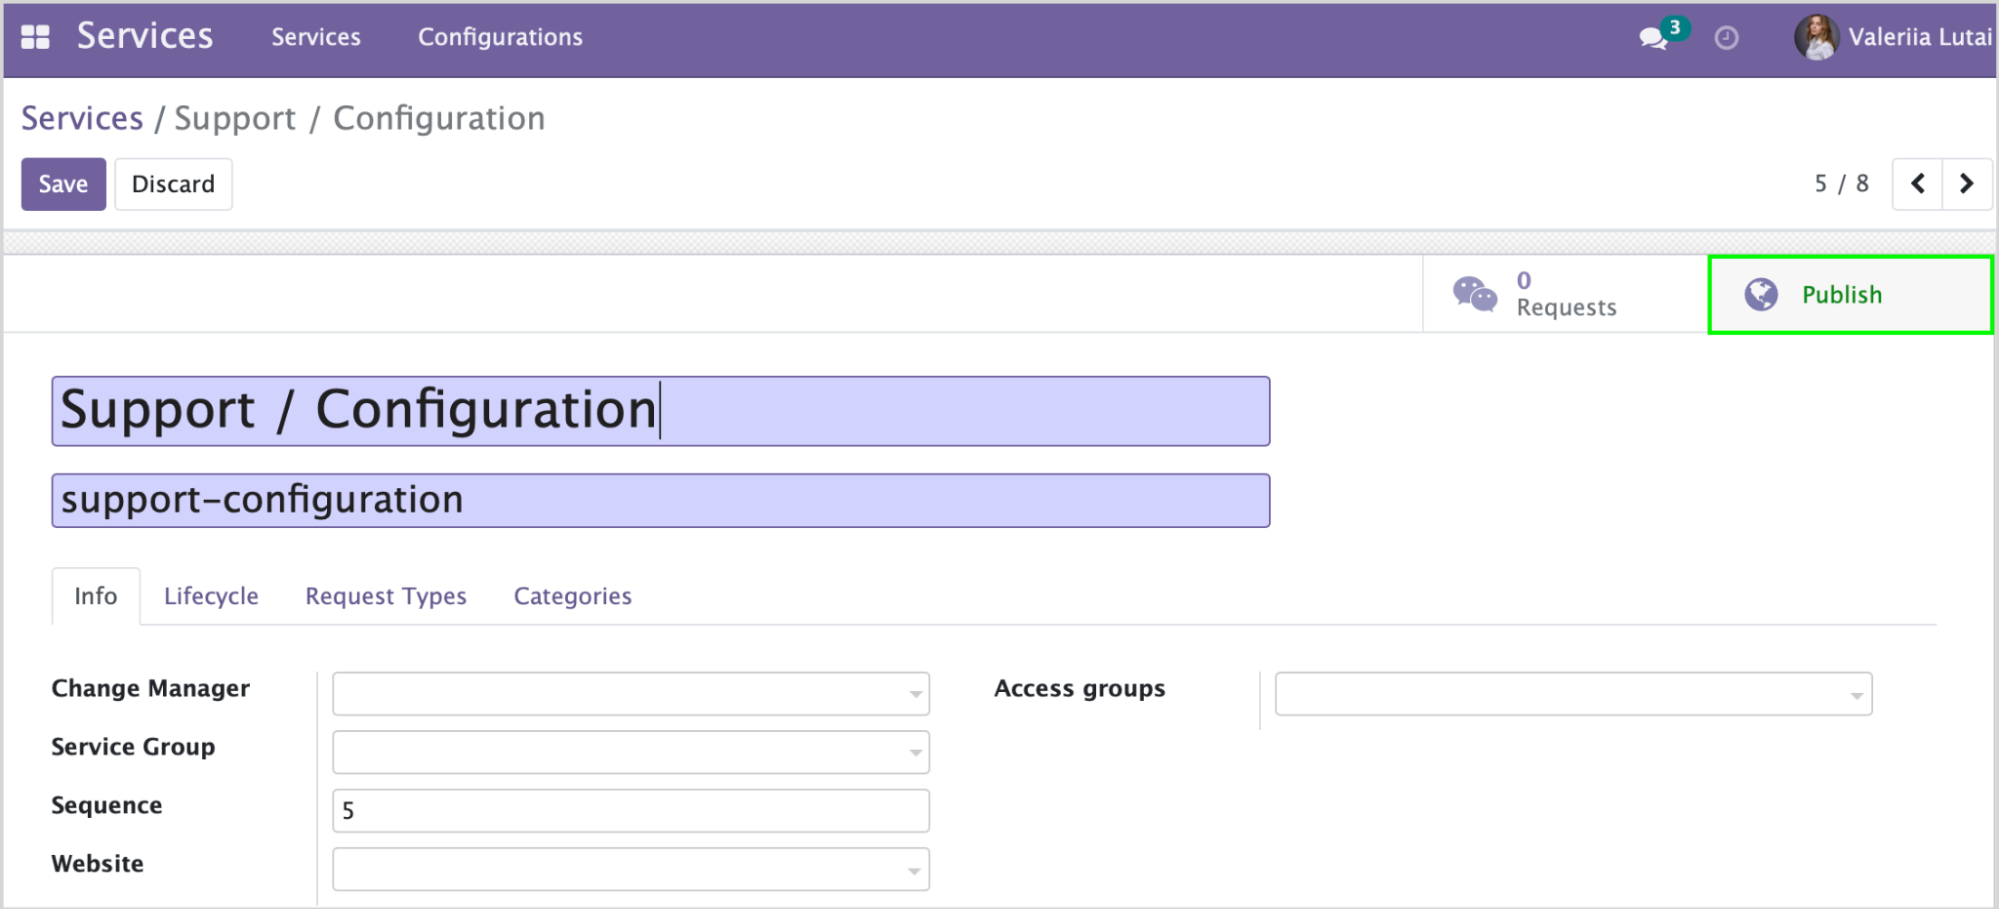 Services Services Configurations 3 Valeriia Lutai
Services / Support / Configuration
Save Discard 5 / 8
0
Requests
Publish
Support / Configuration
support-configuration
Info Lifecycle Request Types Categories
Change Manager Access groups
Service Group
Sequence 5
Website